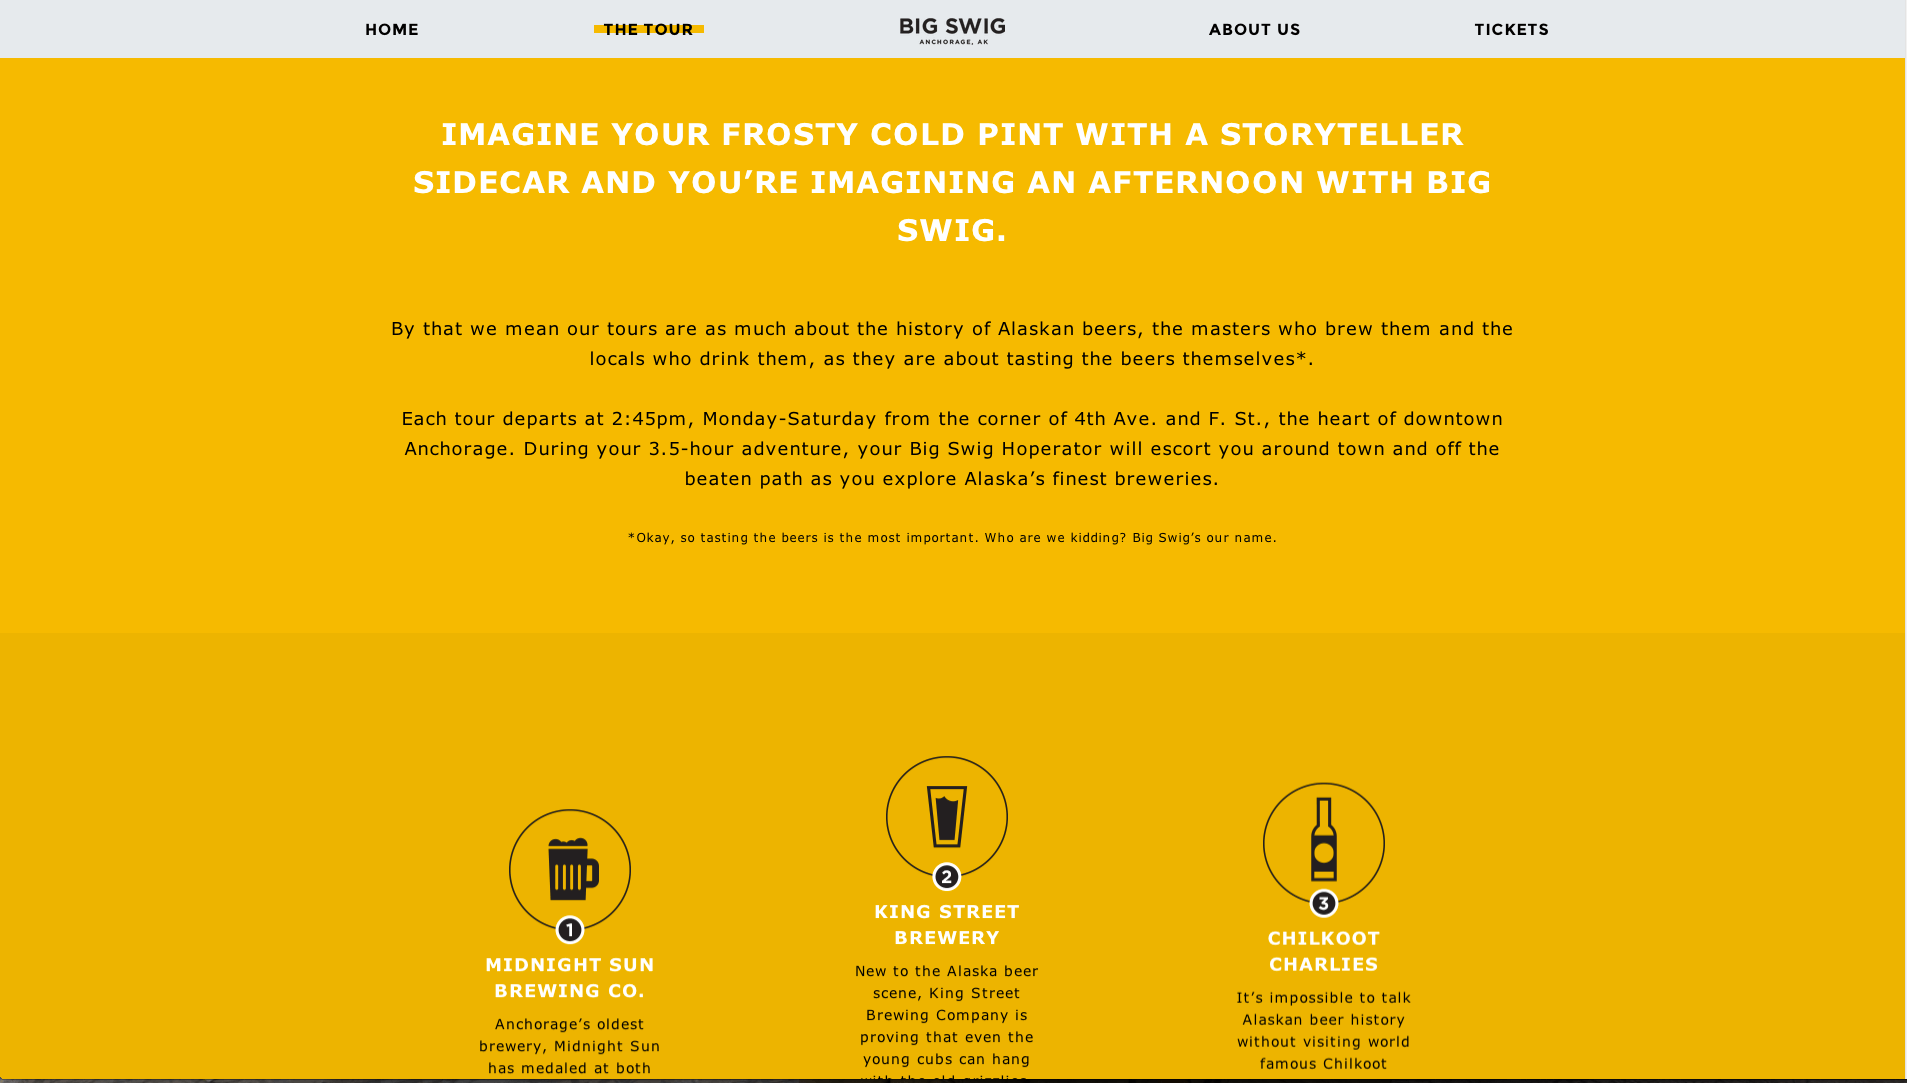 HOME
THE TOUR
BIG SWIG
ANCHORAGE, AK
ABOUT US
TICKETS
IMAGINE YOUR FROSTY COLD PINT WITH A STORYTELLER
SIDECAR AND YOU’RE IMAGINING AN AFTERNOON WITH BIG
SWIG.
By that we mean our tours are as much about the history of Alaskan beers, the masters who brew them and the
locals who drink them, as they are about tasting the beers themselves*.
Each tour departs at 2:45pm, Monday-Saturday from the corner of 4th Ave. and F. St., the heart of downtown
Anchorage. During your 3.5-hour adventure, your Big Swig Hoperator will escort you around town and off the
beaten path as you explore Alaska’s finest breweries.
*Okay, so tasting the beers is the most important. Who are we kidding? Big Swig’s our name.
1
MIDNIGHT SUN
BREWING CO.
Anchorage’s oldest
brewery, Midnight Sun
has medaled at both
2
KING STREET
BREWERY
New to the Alaska beer
scene, King Street
Brewing Company is
proving that even the
young cubs can hang
with the old grizzlies.
3
CHILKOOT
CHARLIES
It’s impossible to talk
Alaskan beer history
without visiting world
famous Chilkoot